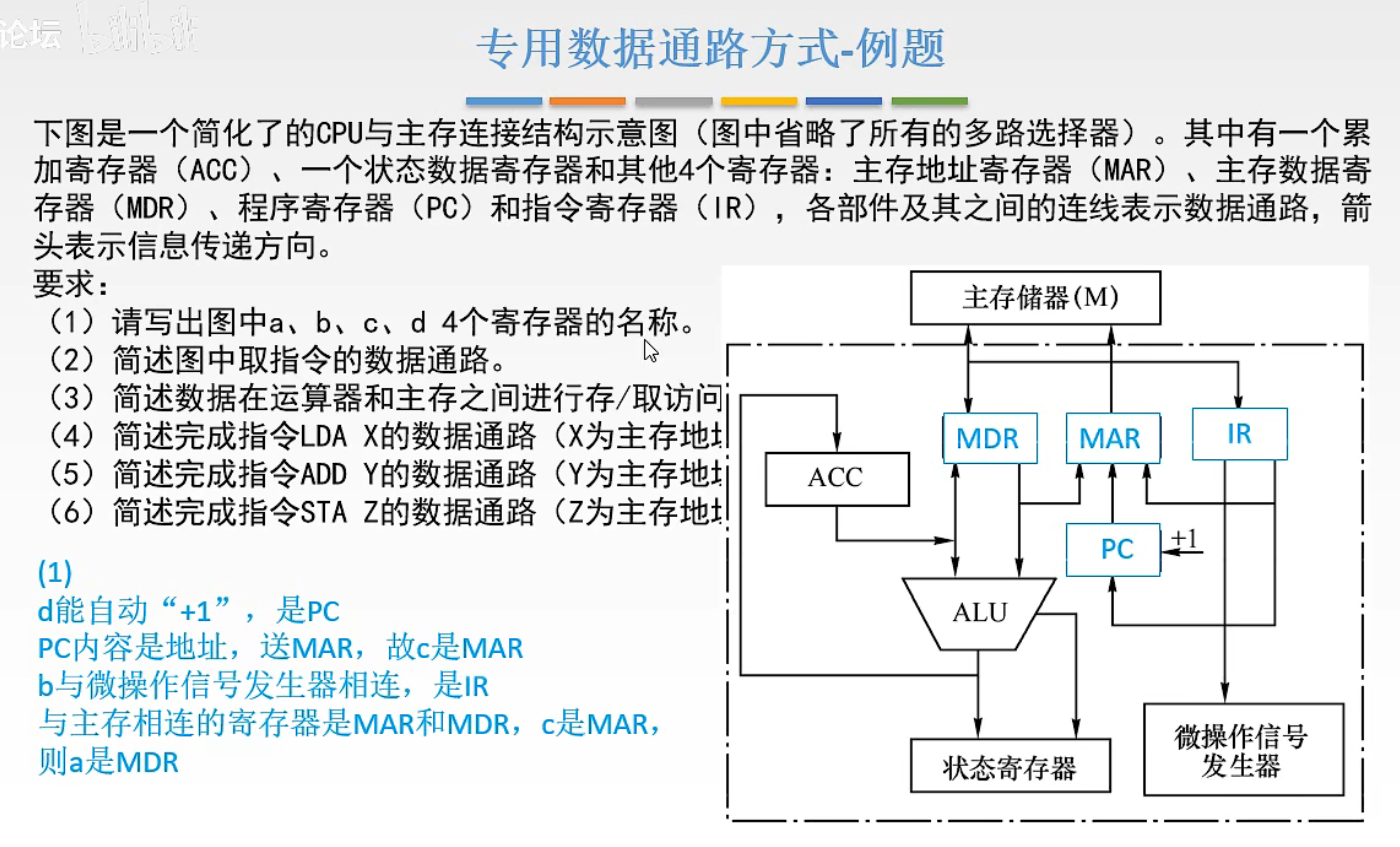 论坛 bilibili
专用数据通路方式-例题
下图是一个简化了的CPU与主存连接结构示意图（图中省略了所有的多路选择器）。其中有一个累
加寄存器（ACC）、一个状态数据寄存器和其他4个寄存器：主存地址寄存器（MAR）、主存数据寄
存器（MDR）、程序寄存器（PC）和指令寄存器（IR），各部件及其之间的连线表示数据通路，箭
头表示信息传递方向。
要求：
（1）请写出图中a、b、c、d 4个寄存器的名称。
（2）简述图中取指令的数据通路。
（3）简述数据在运算器和主存之间进行存/取访问
（4）简述完成指令LDA X的数据通路（X为主存地
（5）简述完成指令ADD Y的数据通路（Y为主存地
（6）简述完成指令STA Z的数据通路（Z为主存地
(1)
d能自动“+1”，是PC
PC内容是地址，送MAR，故c是MAR
b与微操作信号发生器相连，是IR
与主存相连的寄存器是MAR和MDR，c是MAR，
则a是MDR
主存储器(M)
MDR
MAR
IR
ACC
PC
+1
ALU
状态寄存器
微操作信号
发生器